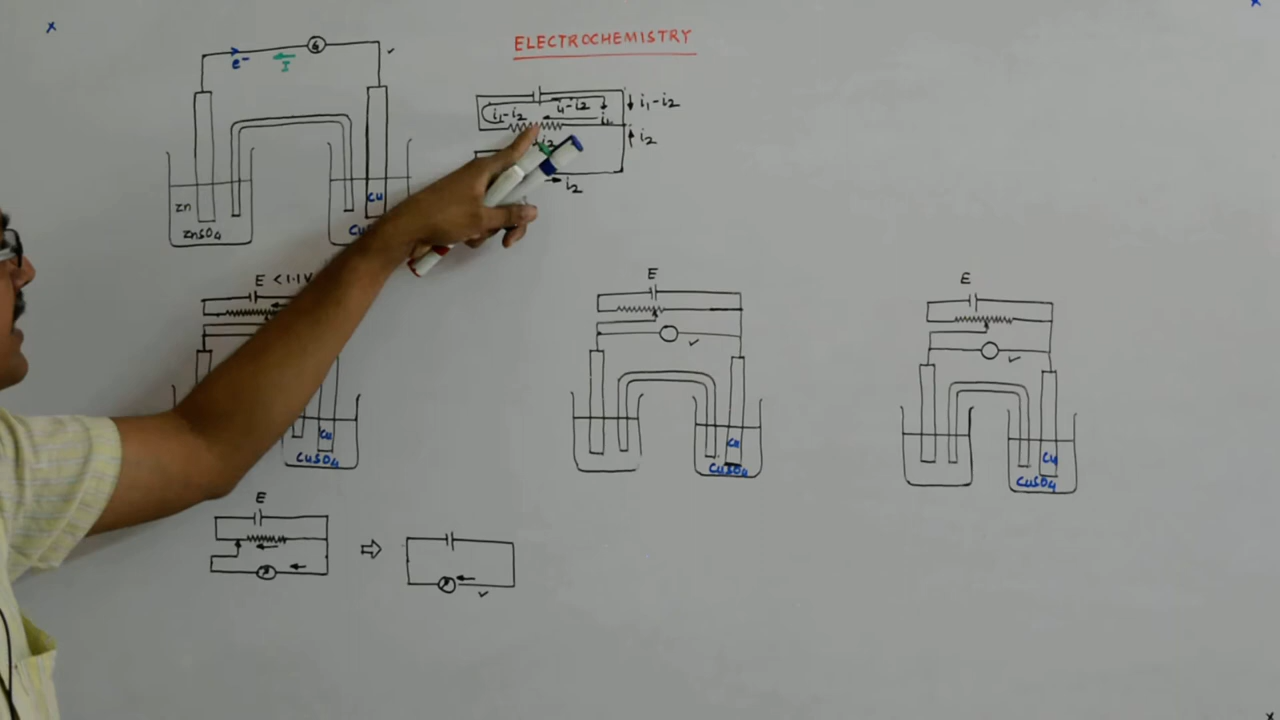 ELECTROCHEMISTRY
G
e-
I
i₁-i₂
i₁-i₂
i₁-i₂
i₁
i₂
i₂
Zn
ZnSO₄
Cu
E < 1.1V
Cu
CuSO₄
E
Cu
CuSO₄
E
Cu
CuSO₄
E